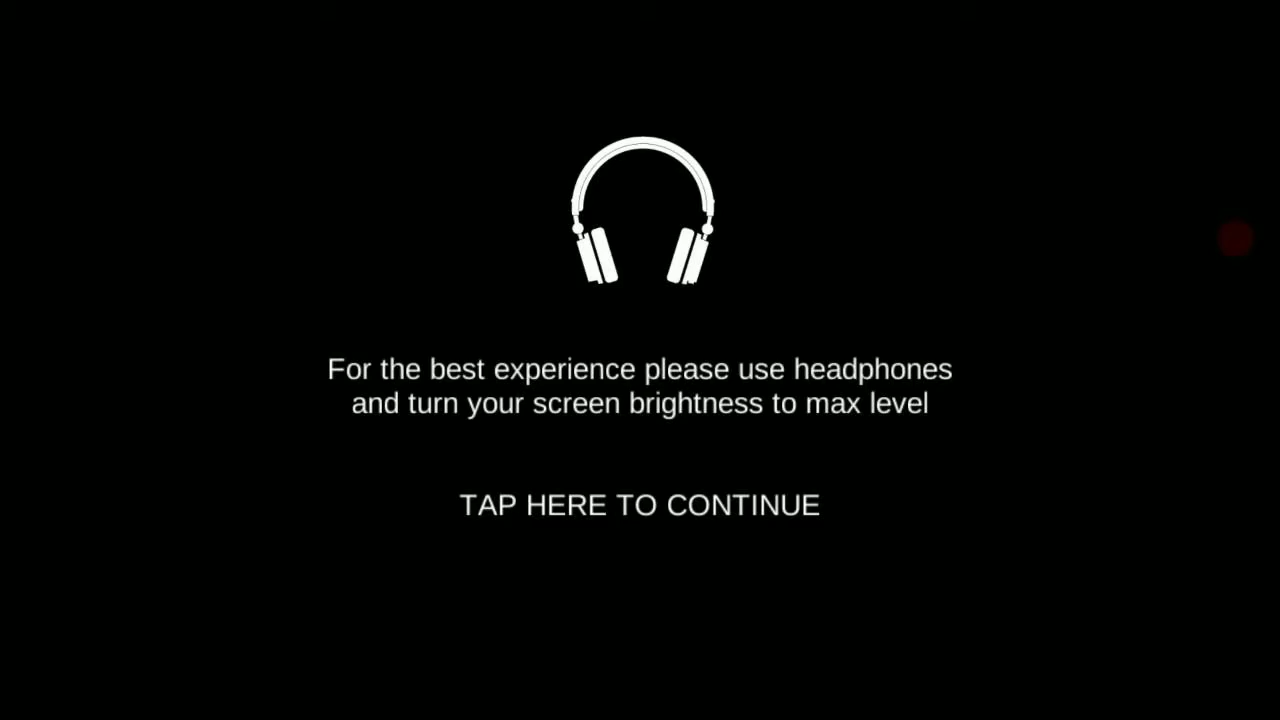 For the best experience please use headphones
and turn your screen brightness to max level
TAP HERE TO CONTINUE